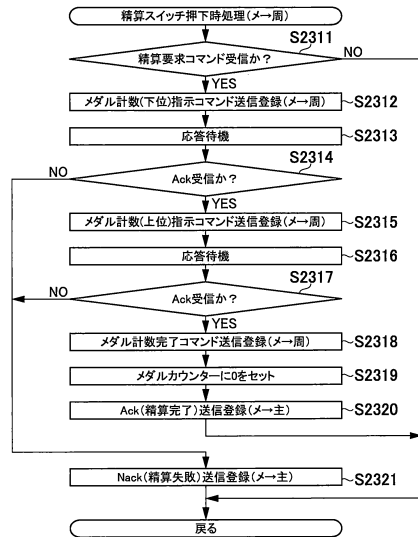 精算スイッチ押下時処理(メ→周)
S2311
精算要求コマンド受信か?
NO
YES
メダル計数(下位)指示コマンド送信登録(メ→周)
S2312
応答待機
S2313
S2314
NO
Ack受信か?
YES
メダル計数(上位)指示コマンド送信登録(メ→周)
S2315
応答待機
S2316
S2317
NO
Ack受信か?
YES
メダル計数完了コマンド送信登録(メ→周)
S2318
メダルカウンターに0をセット
S2319
Ack(精算完了)送信登録(メ→主)
S2320
Nack(精算失敗)送信登録(メ→主)
S2321
戻る